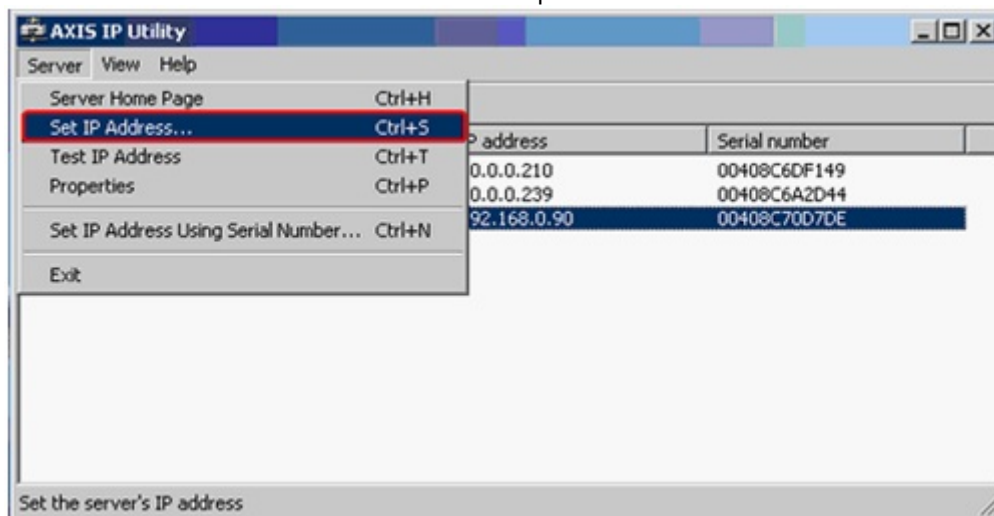 AXIS IP Utility
Server View Help
Server Home Page Ctrl+H
Set IP Address... Ctrl+S
Test IP Address Ctrl+T
Properties Ctrl+P
Set IP Address Using Serial Number... Ctrl+N
Exit
P address Serial number
0.0.0.210 00408C6DF149
0.0.0.239 00408C6A2D44
92.168.0.90 00408C70D7DE
Set the server's IP address